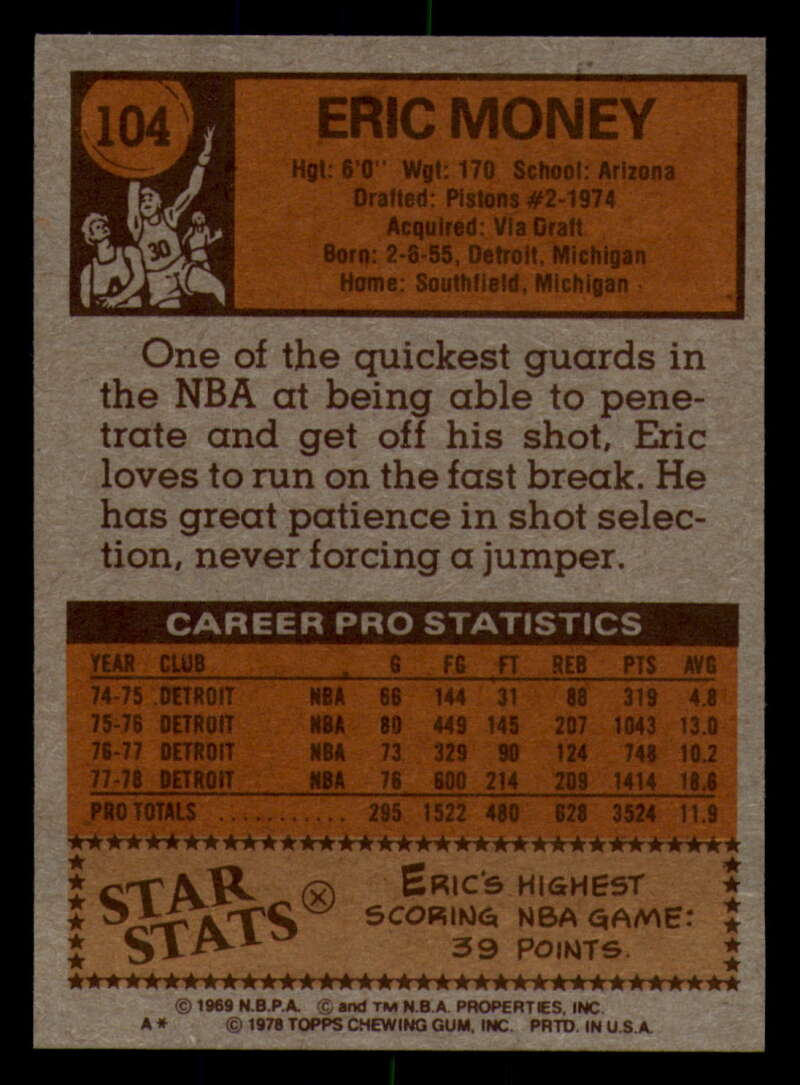 104
ERIC MONEY
Hgt: 6'0" Wgt: 170 School: Arizona
Drafted: Pistons #2-1974
Acquired: Via Draft
Born: 2-6-55, Detroit, Michigan
Home: Southfield, Michigan
30
One of the quickest guards in
the NBA at being able to pene-
trate and get off his shot, Eric
loves to run on the fast break. He
has great patience in shot selec-
tion, never forcing a jumper.
CAREER PRO STATISTICS
YEAR CLUB G FG FT REB PTS AVG
74-75 DETROIT NBA 66 144 31 88 319 4.8
75-76 DETROIT NBA 80 449 145 207 1043 13.0
76-77 DETROIT NBA 73 329 90 124 748 10.2
77-78 DETROIT NBA 76 600 214 209 1414 18.6
PRO TOTALS ........... 295 1522 480 628 3524 11.9
STAR STATS
ERIC'S HIGHEST
SCORING NBA GAME:
39 POINTS.
© 1969 N.B.P.A. © and TM N.B.A. PROPERTIES, INC.
A* © 1978 TOPPS CHEWING GUM, INC. PRTD. IN U.S.A.